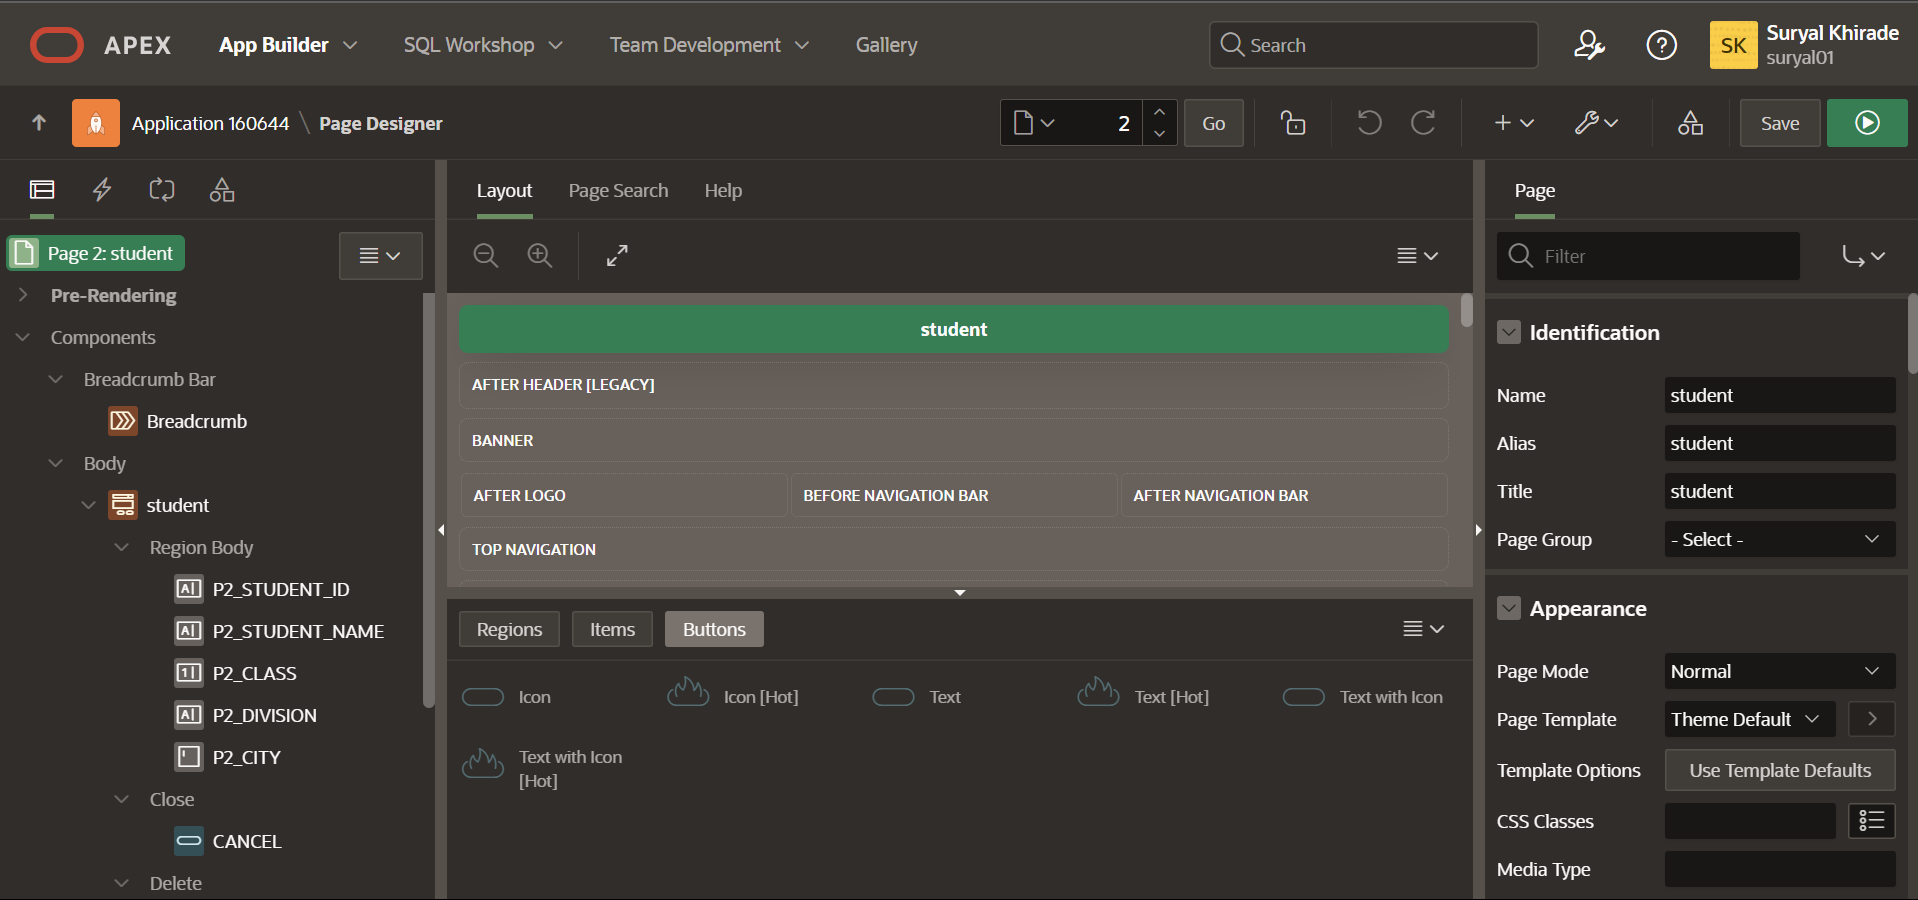 APEX
App Builder
SQL Workshop
Team Development
Gallery
Search
SK
Suryal Khirade
suryal01
Application 160644 \ Page Designer
2
Go
Save
Page 2: student
Pre-Rendering
Components
Breadcrumb Bar
Breadcrumb
Body
student
Region Body
P2_STUDENT_ID
P2_STUDENT_NAME
P2_CLASS
P2_DIVISION
P2_CITY
Close
CANCEL
Delete
Layout
Page Search
Help
student
AFTER HEADER [LEGACY]
BANNER
AFTER LOGO
BEFORE NAVIGATION BAR
AFTER NAVIGATION BAR
TOP NAVIGATION
Regions
Items
Buttons
Icon
Icon [Hot]
Text
Text [Hot]
Text with Icon
Text with Icon
[Hot]
Page
Filter
Identification
Name
student
Alias
student
Title
student
Page Group
- Select -
Appearance
Page Mode
Normal
Page Template
Theme Default
Template Options
Use Template Defaults
CSS Classes
Media Type